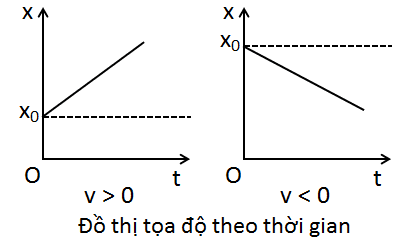 x
x₀
O
t
v > 0
x
x₀
O
t
v < 0
Đồ thị tọa độ theo thời gian